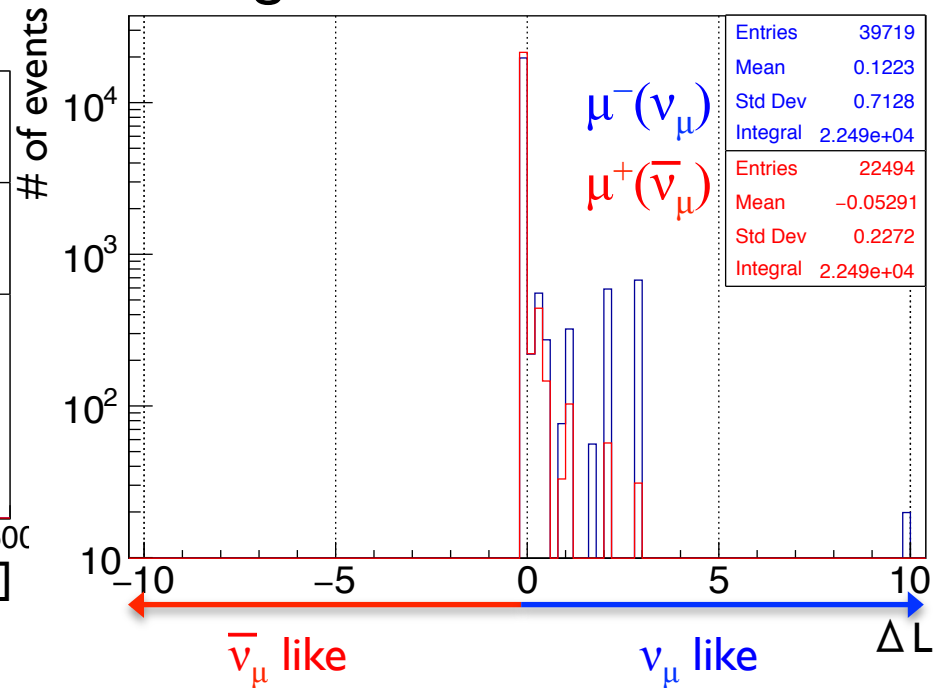 # of events
10⁴
10³
10²
10
−10
−5
0
5
10
Entries 39719
Mean 0.1223
Std Dev 0.7128
Integral 2.249e+04
Entries 22494
Mean −0.05291
Std Dev 0.2272
Integral 2.249e+04
μ⁻(ν_μ)
μ⁺(ν̅_μ)
ν̅_μ like
ν_μ like
Δ L
]